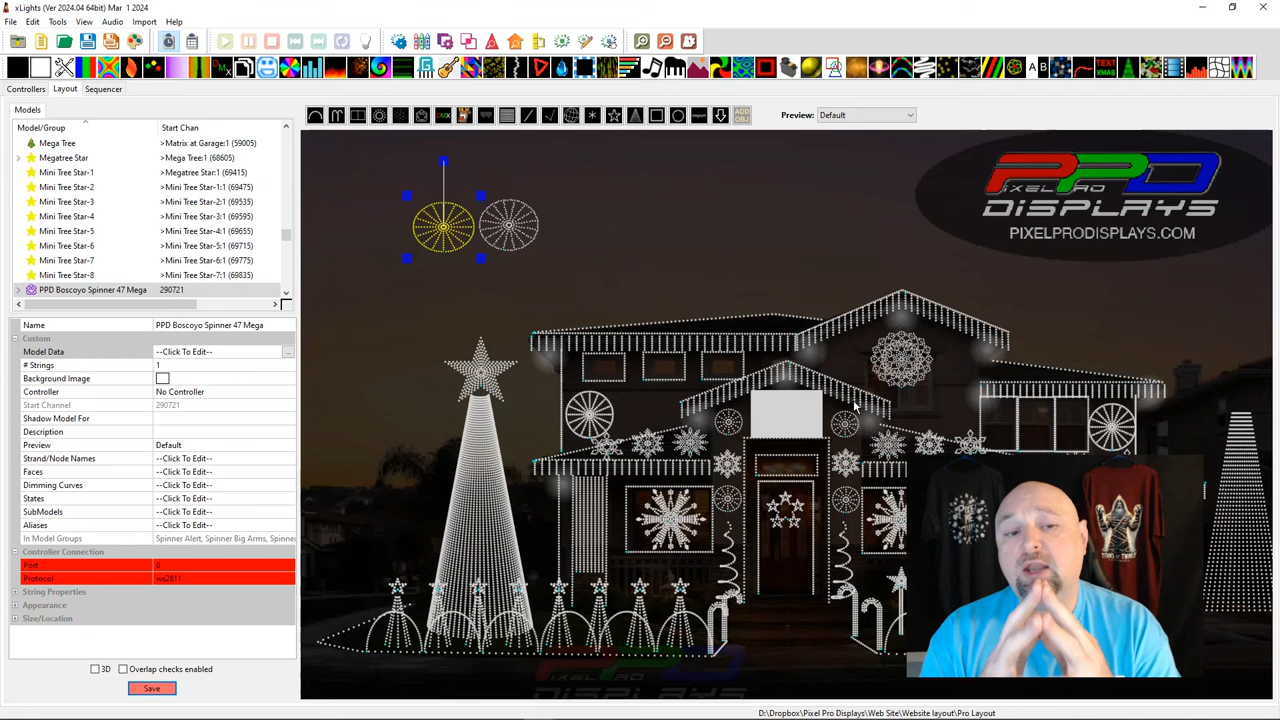 xLights (Ver 2024.04 64bit) Mar 1 2024
File Edit Tools View Audio Import Help
Controllers Layout Sequencer
Models
Preview: Default
Model/Group Start Chan
Mega Tree >Matrix at Garage:1 (59005)
Megatree Star >Mega Tree:1 (68605)
Mini Tree Star-1 >Megatree Star:1 (69415)
Mini Tree Star-2 >Mini Tree Star-1:1 (69475)
Mini Tree Star-3 >Mini Tree Star-2:1 (69535)
Mini Tree Star-4 >Mini Tree Star-3:1 (69595)
Mini Tree Star-5 >Mini Tree Star-4:1 (69655)
Mini Tree Star-6 >Mini Tree Star-5:1 (69715)
Mini Tree Star-7 >Mini Tree Star-6:1 (69775)
Mini Tree Star-8 >Mini Tree Star-7:1 (69835)
PPD Boscoyo Spinner 47 Mega 290721
Name PPD Boscoyo Spinner 47 Mega
Custom
Model Data --Click To Edit--
# Strings 1
Background Image
Controller No Controller
Start Channel 290721
Shadow Model For
Description
Preview Default
Strand/Node Names --Click To Edit--
Faces --Click To Edit--
Dimming Curves --Click To Edit--
States --Click To Edit--
SubModels --Click To Edit--
Aliases --Click To Edit--
In Model Groups Spinner Alert, Spinner Big Arms, Spinner
Controller Connection
Port 0
Protocol ws2811
String Properties
Appearance
Size/Location
3D Overlap checks enabled
Save
PPD
PIXEL PRO
DISPLAYS
PIXELPRODISPLAYS.COM
D:\Dropbox\Pixel Pro Displays\Web Site\Website layout\Pro Layout